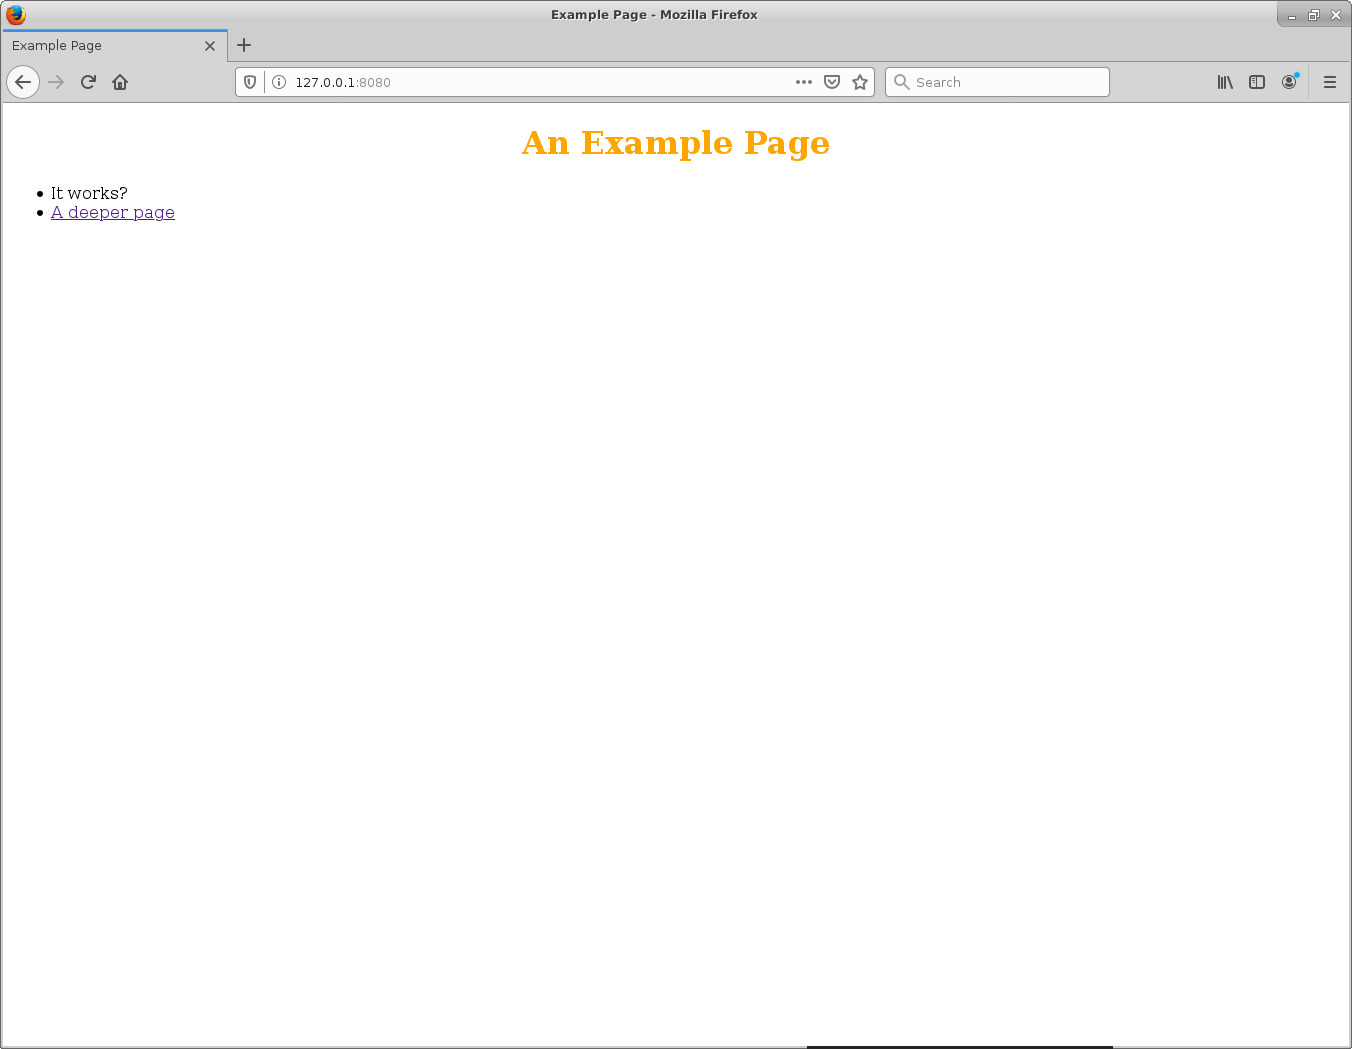 Example Page - Mozilla Firefox
Example Page
127.0.0.1:8080
Search
An Example Page
It works?
A deeper page